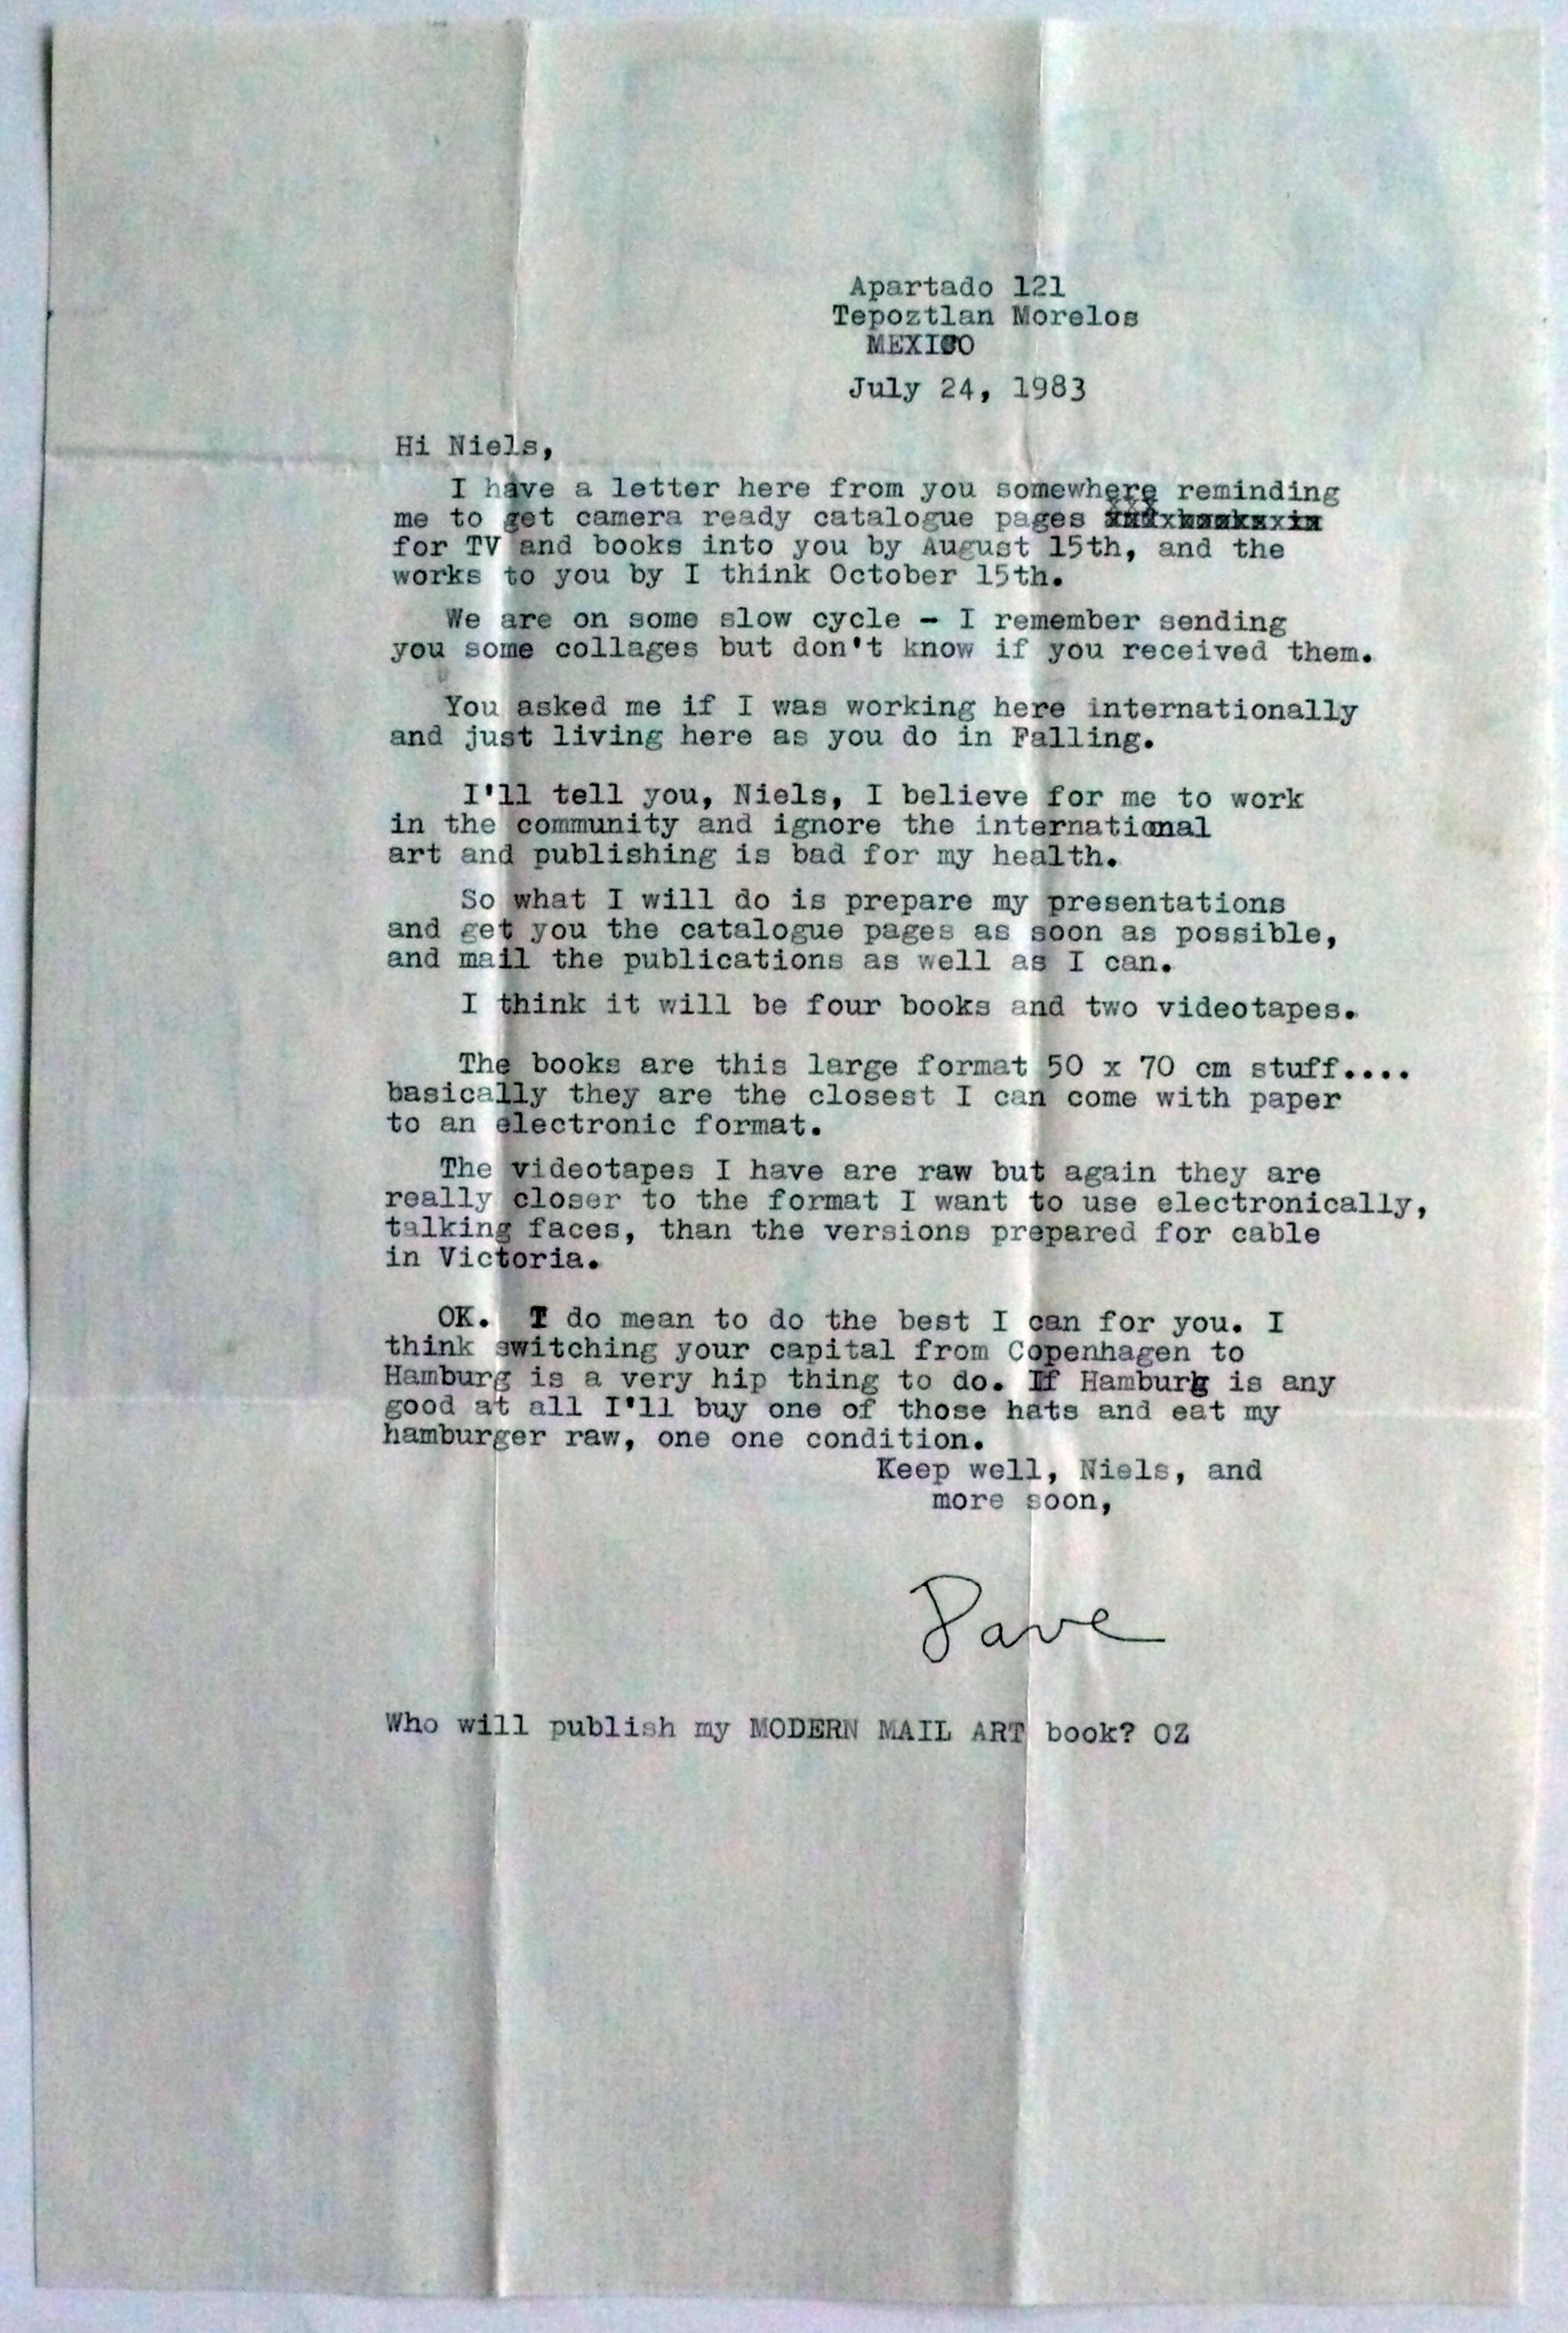 Apartado 121
Tepoztlan Morelos
MEXICO
July 24, 1983
Hi Niels,
I have a letter here from you somewhere reminding
me to get camera ready catalogue pages
for TV and books into you by August 15th, and the
works to you by I think October 15th.
We are on some slow cycle - I remember sending
you some collages but don't know if you received them.
You asked me if I was working here internationally
and just living here as you do in Falling.
I'll tell you, Niels, I believe for me to work
in the community and ignore the international
art and publishing is bad for my health.
So what I will do is prepare my presentations
and get you the catalogue pages as soon as possible,
and mail the publications as well as I can.
I think it will be four books and two videotapes.
The books are this large format 50 x 70 cm stuff....
basically they are the closest I can come with paper
to an electronic format.
The videotapes I have are raw but again they are
really closer to the format I want to use electronically,
talking faces, than the versions prepared for cable
in Victoria.
OK. I do mean to do the best I can for you. I
think switching your capital from Copenhagen to
Hamburg is a very hip thing to do. If Hamburg is any
good at all I'll buy one of those hats and eat my
hamburger raw, one one condition.
Keep well, Niels, and
more soon,
Dave
Who will publish my MODERN MAIL ART book? OZ